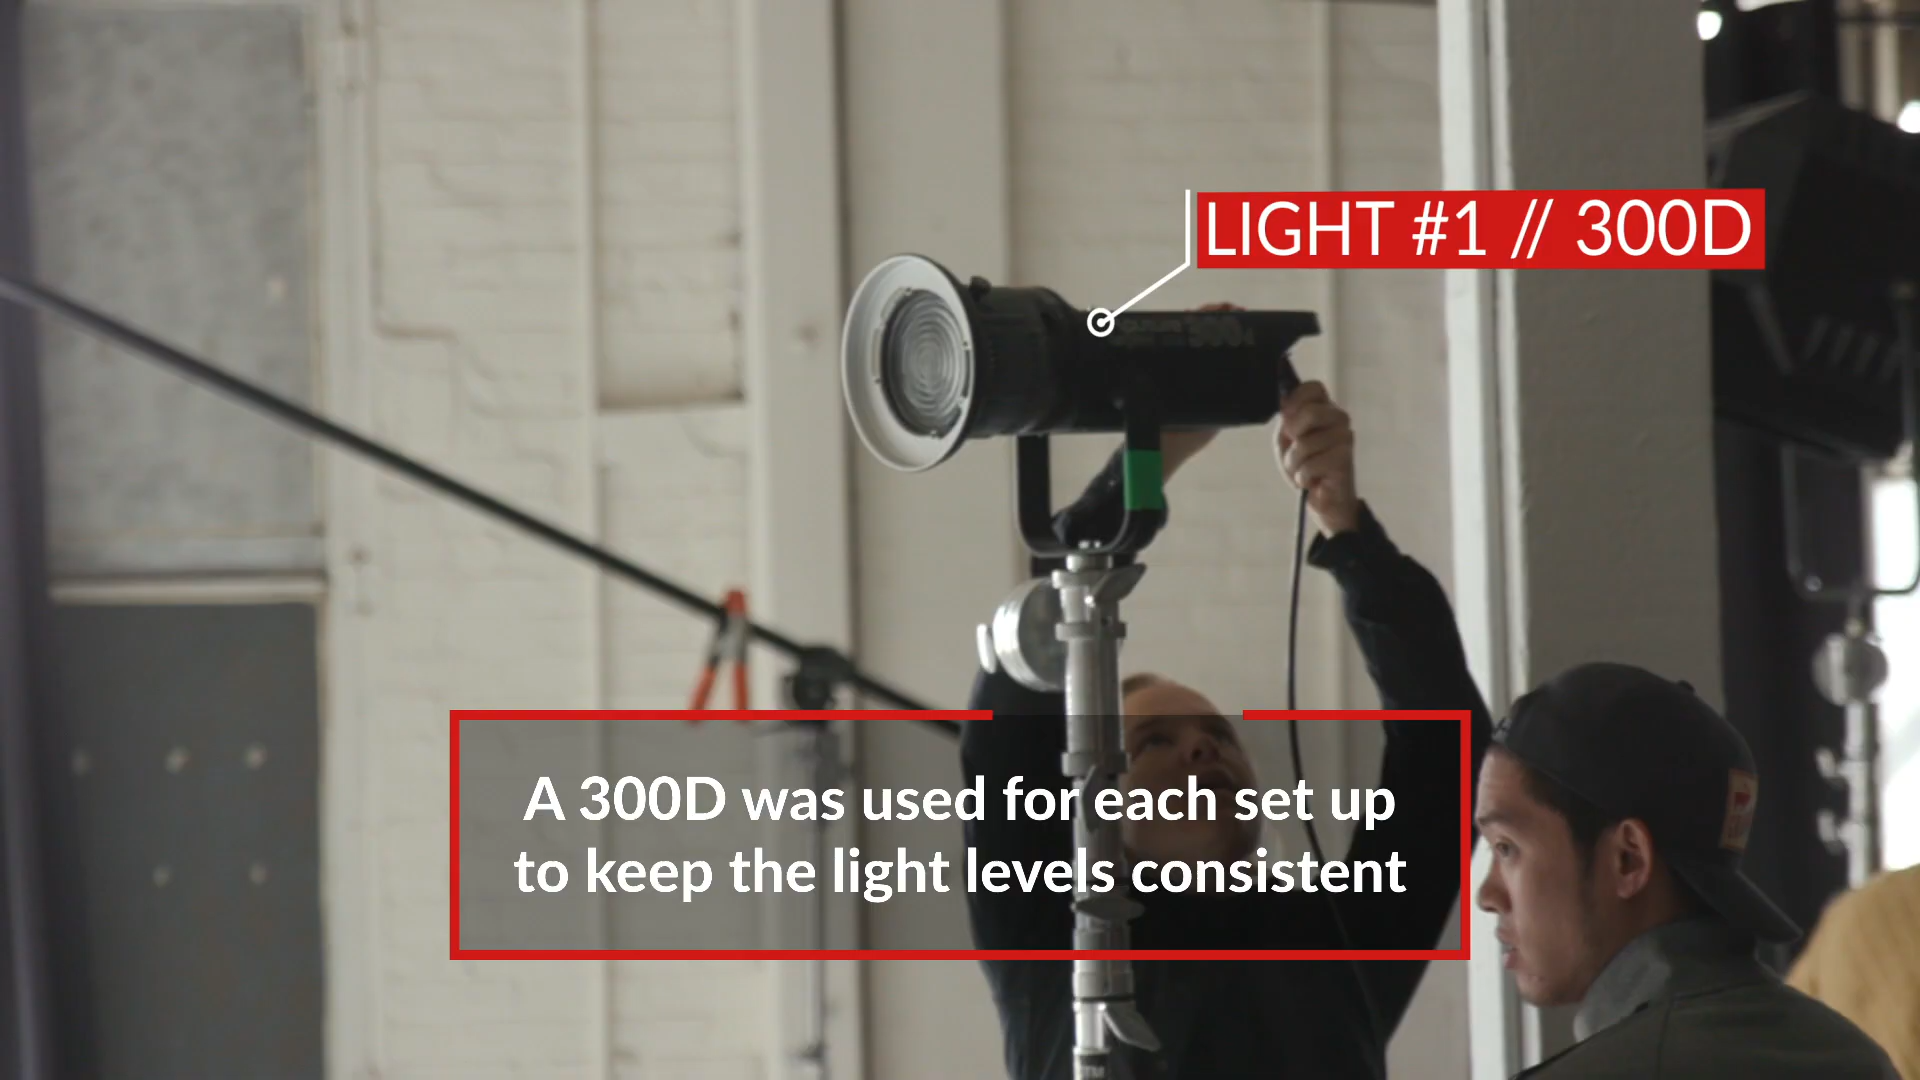 LIGHT #1 // 300D
A 300D was used for each set up
to keep the light levels consistent